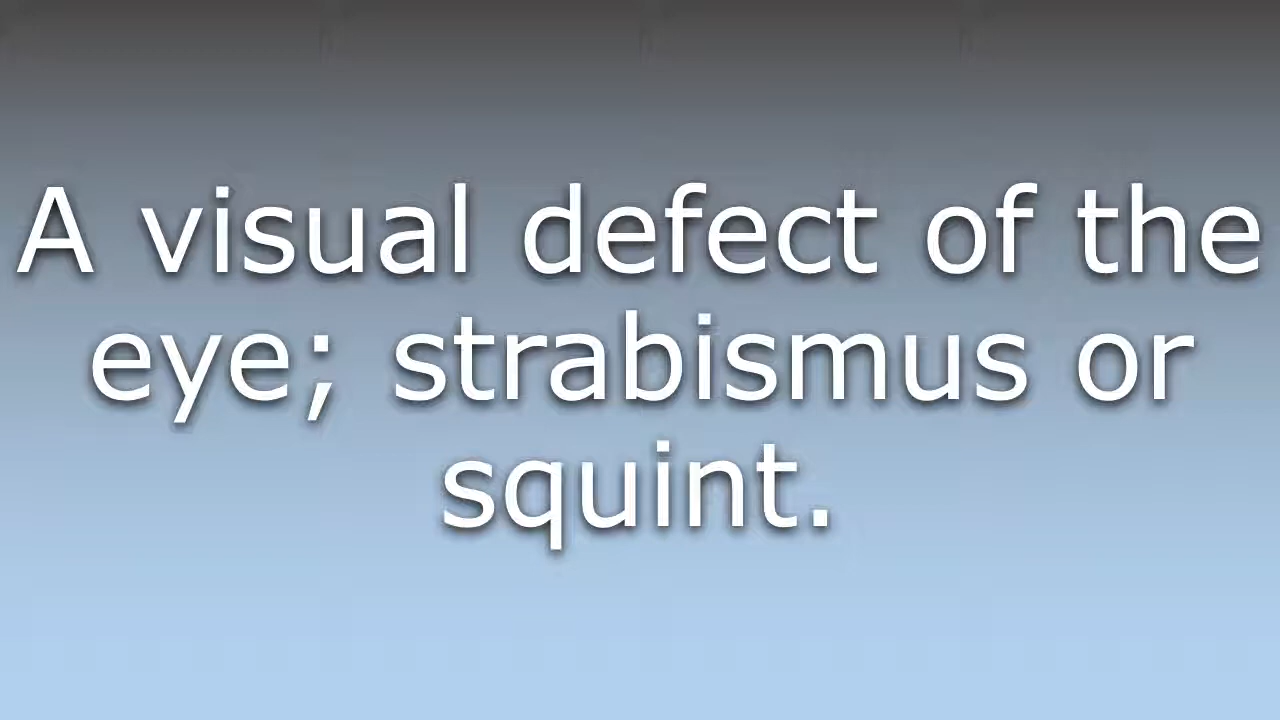 A visual defect of the
eye; strabismus or
squint.